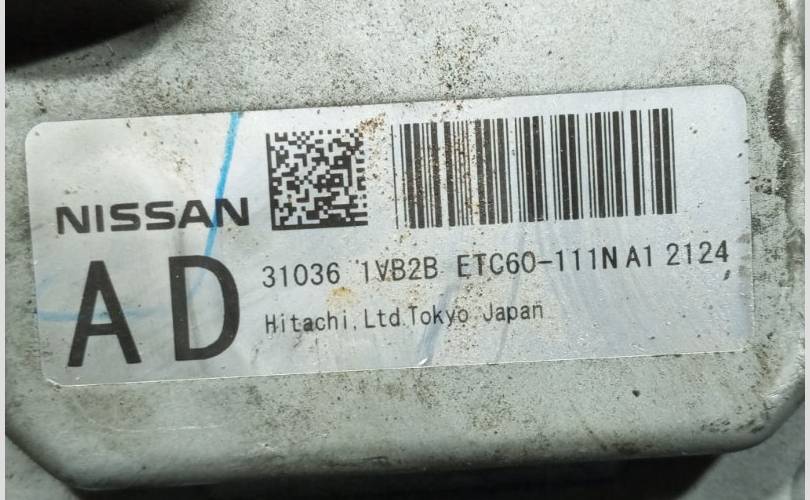 NISSAN
AD
31036 1VB2B ETC60-111N A1 2124
Hitachi,Ltd.Tokyo Japan